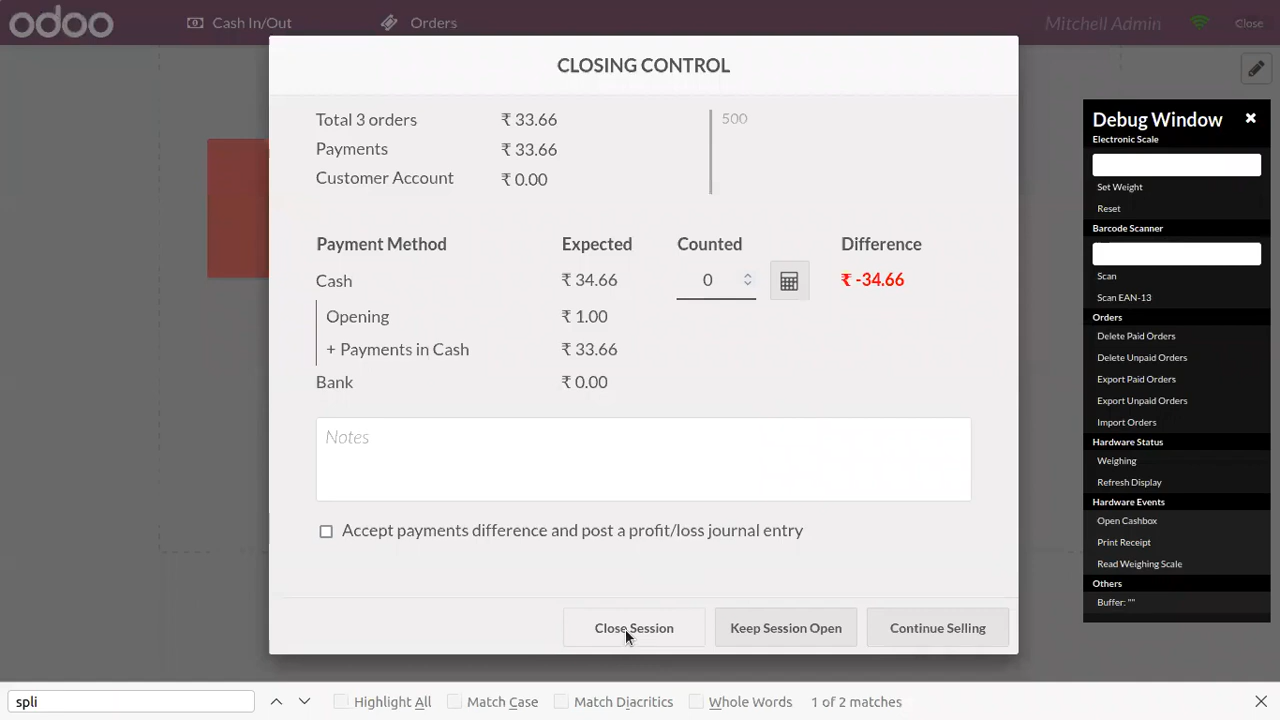 odoo Cash In/Out Orders Mitchell Admin Close
CLOSING CONTROL
Total 3 orders ₹ 33.66 500
Payments ₹ 33.66
Customer Account ₹ 0.00
Payment Method Expected Counted Difference
Cash ₹ 34.66 0 ₹ -34.66
Opening ₹ 1.00
+ Payments in Cash ₹ 33.66
Bank ₹ 0.00
Notes
Accept payments difference and post a profit/loss journal entry
Close Session Keep Session Open Continue Selling
Debug Window
Electronic Scale
Set Weight
Reset
Barcode Scanner
Scan
Scan EAN-13
Orders
Delete Paid Orders
Delete Unpaid Orders
Export Paid Orders
Export Unpaid Orders
Import Orders
Hardware Status
Weighing
Refresh Display
Hardware Events
Open Cashbox
Print Receipt
Read Weighing Scale
Others
Buffer: ""
spli Highlight All Match Case Match Diacritics Whole Words 1 of 2 matches